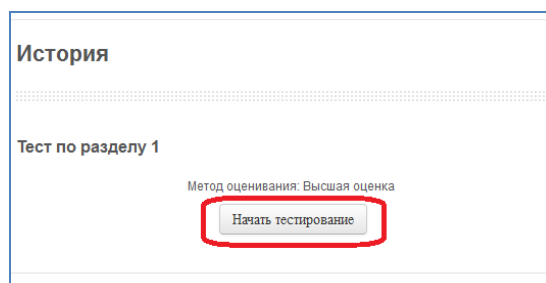 История
Тест по разделу 1
Метод оценивания: Высшая оценка
Начать тестирование